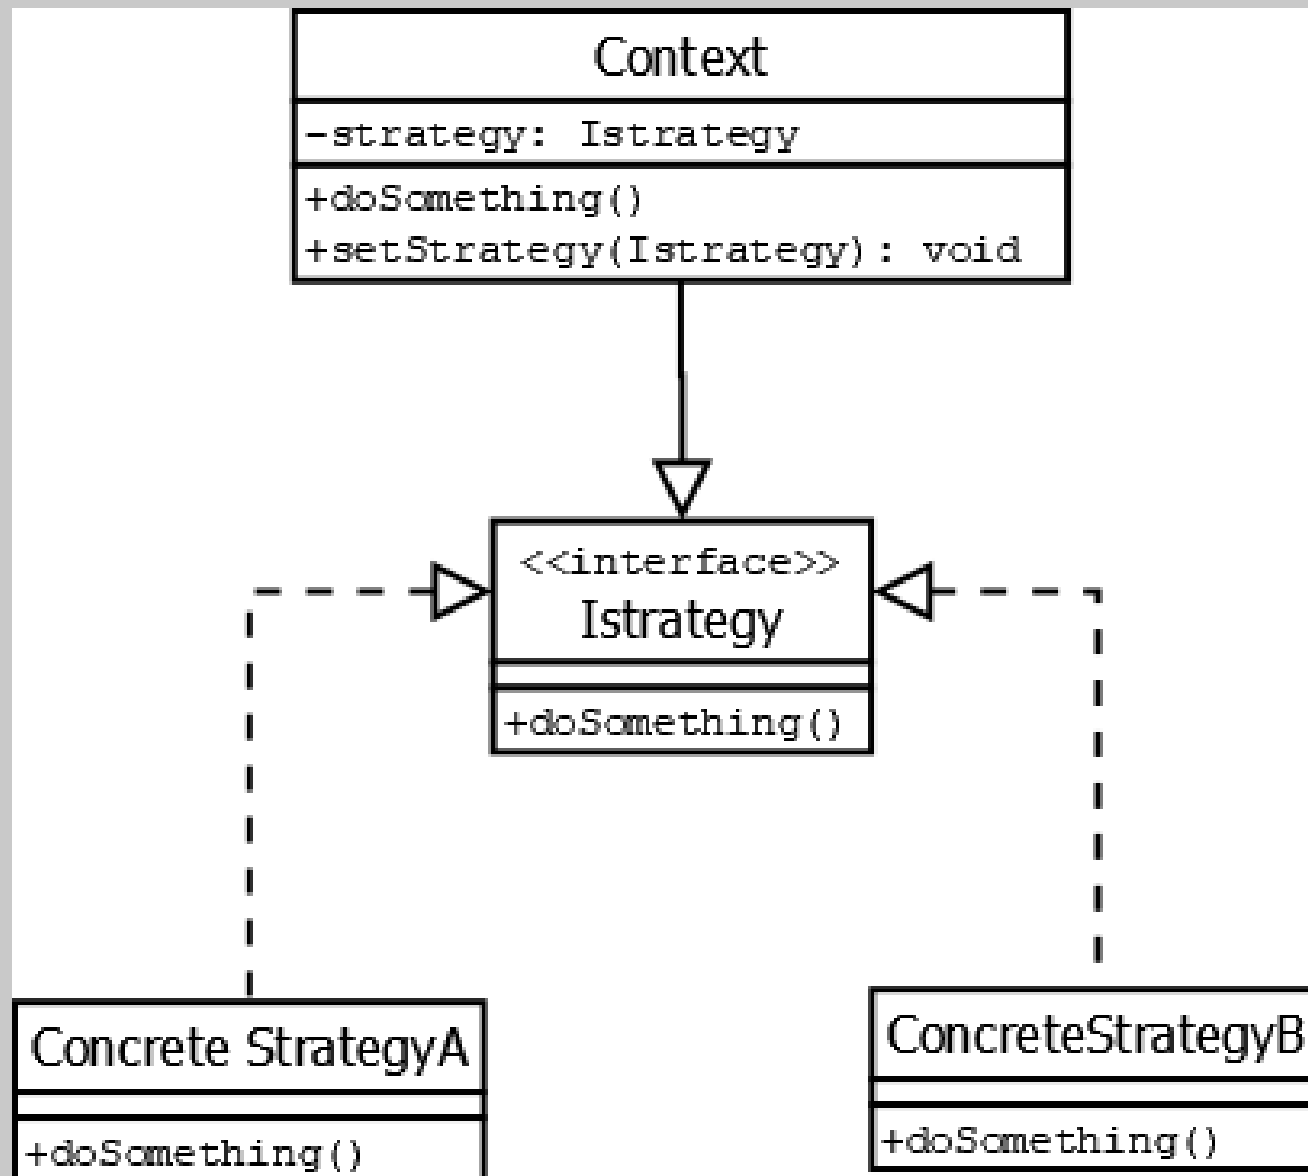 Context
-strategy: Istrategy
+doSomething()
+setStrategy(Istrategy): void
<<interface>>
Istrategy
+doSomething()
Concrete StrategyA
+doSomething()
ConcreteStrategyB
+doSomething()